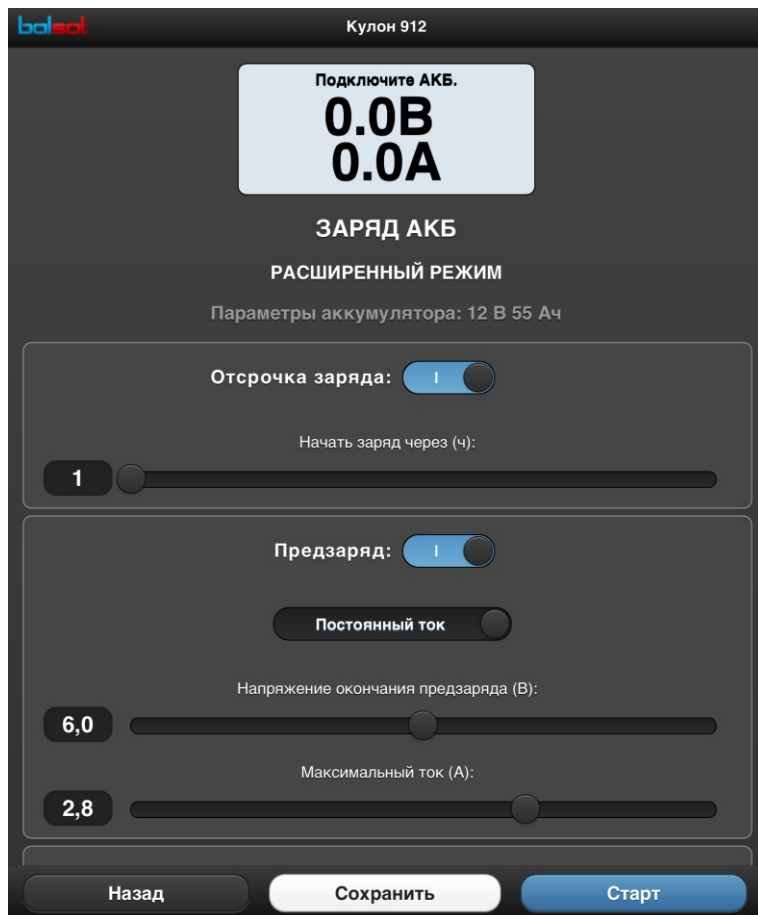 balsat
Кулон 912
Подключите АКБ.
0.0В
0.0А
ЗАРЯД АКБ
РАСШИРЕННЫЙ РЕЖИМ
Параметры аккумулятора: 12 В 55 Ач
Отсрочка заряда: I
Начать заряд через (ч):
1
Предзаряд: I
Постоянный ток
Напряжение окончания предзаряда (В):
6,0
Максимальный ток (А):
2,8
Назад Сохранить Старт